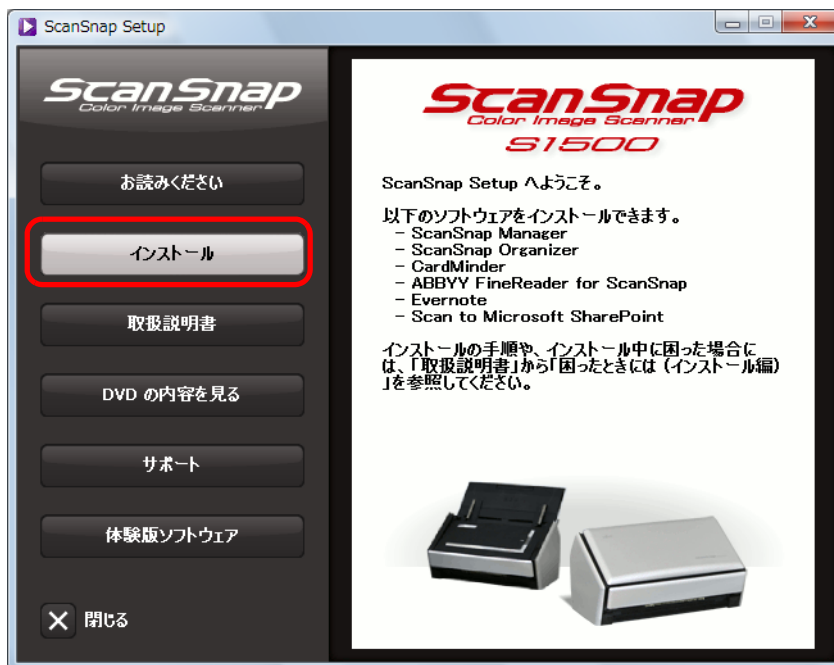 ScanSnap Setup
ScanSnap
Color Image Scanner
お読みください
インストール
取扱説明書
DVD の内容を見る
サポート
体験版ソフトウェア
閉じる
ScanSnap
Color Image Scanner
S1500
ScanSnap Setup へようこそ。
以下のソフトウェアをインストールできます。
- ScanSnap Manager
- ScanSnap Organizer
- CardMinder
- ABBYY FineReader for ScanSnap
- Evernote
- Scan to Microsoft SharePoint
インストールの手順や、インストール中に困った場合に
は、「取扱説明書」から「困ったときには（インストール編）
」を参照してください。